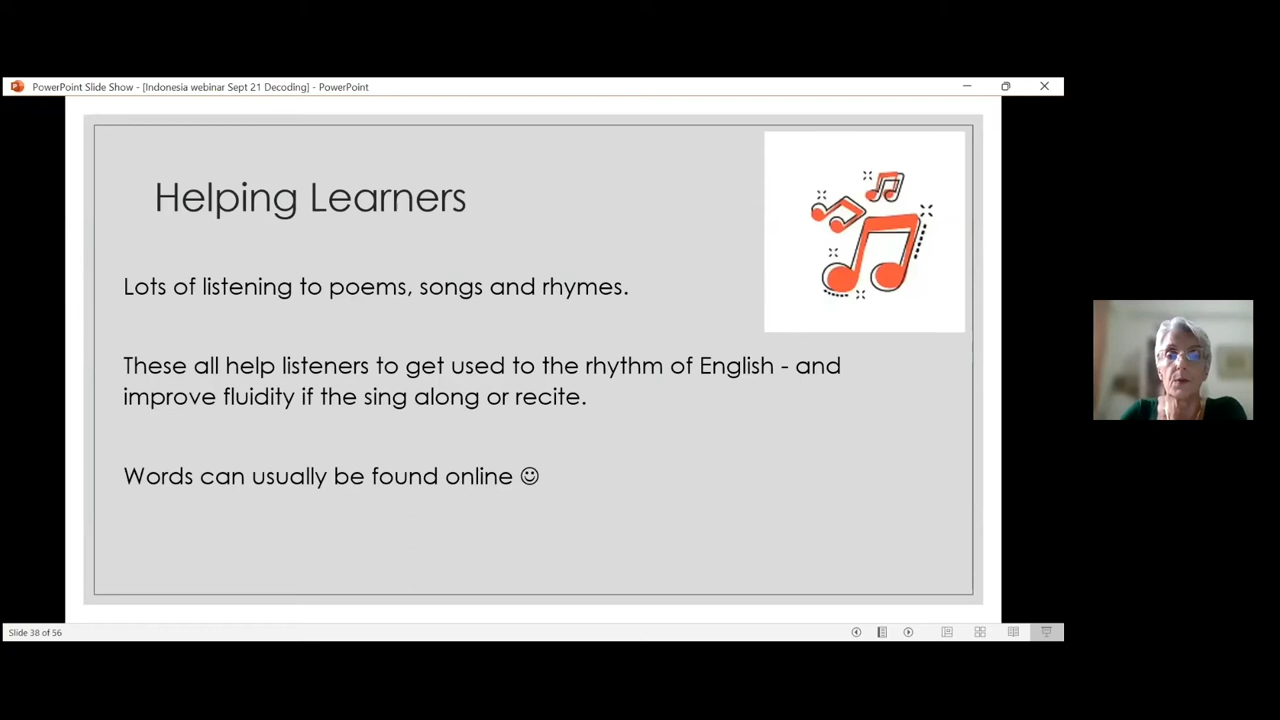 PowerPoint Slide Show - [Indonesia webinar Sept 21 Decoding] - PowerPoint
Helping Learners
Lots of listening to poems, songs and rhymes.
These all help listeners to get used to the rhythm of English - and
improve fluidity if the sing along or recite.
Words can usually be found online ☺
Slide 38 of 56